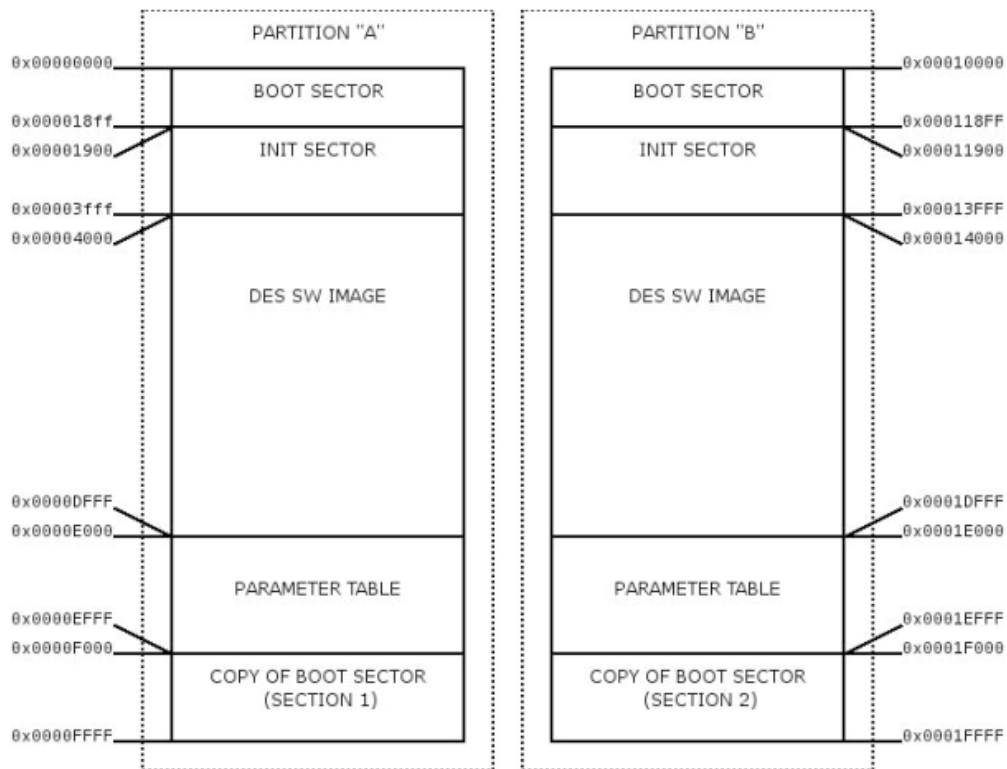 PARTITION "A"
PARTITION "B"
0x00000000
0x00010000
BOOT SECTOR
BOOT SECTOR
0x000018ff
0x000118FF
0x00001900
INIT SECTOR
INIT SECTOR
0x00011900
0x00003fff
0x00013FFF
0x00004000
0x00014000
DES SW IMAGE
DES SW IMAGE
0x0000DFFF
0x0001DFFF
0x0000E000
0x0001E000
PARAMETER TABLE
PARAMETER TABLE
0x0000EFFF
0x0001EFFF
0x0000F000
0x0001F000
COPY OF BOOT SECTOR
(SECTION 1)
COPY OF BOOT SECTOR
(SECTION 2)
0x0000FFFF
0x0001FFFF